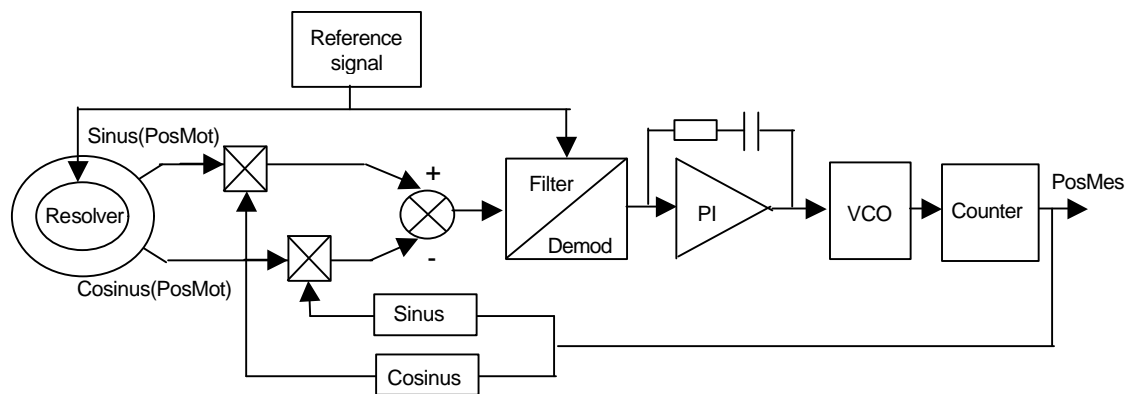 Reference
signal
Sinus(PosMot)
Resolver
Cosinus(PosMot)
+
-
Filter
Demod
PI
VCO
Counter
PosMes
Sinus
Cosinus